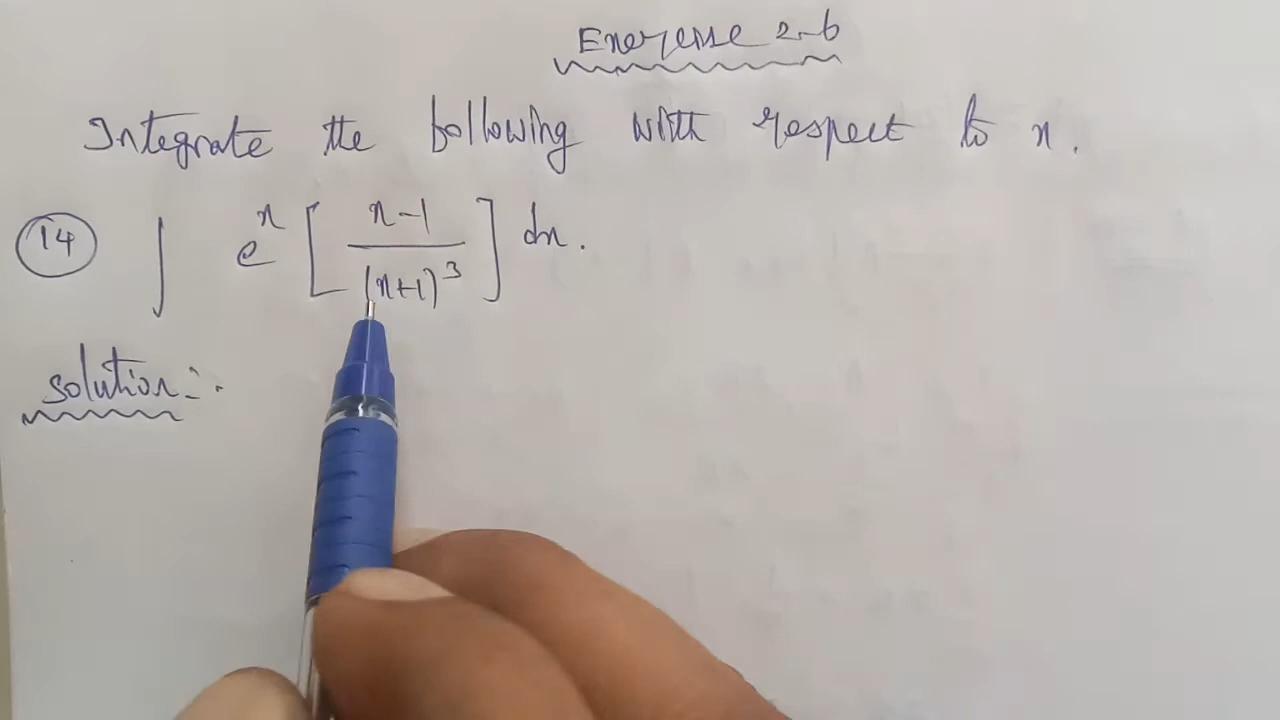 Exercise 2.6
Integrate the following with respect to x.
14 ∫ e^x [ (x-1) / (x+1)^3 ] dx.
Solution:-